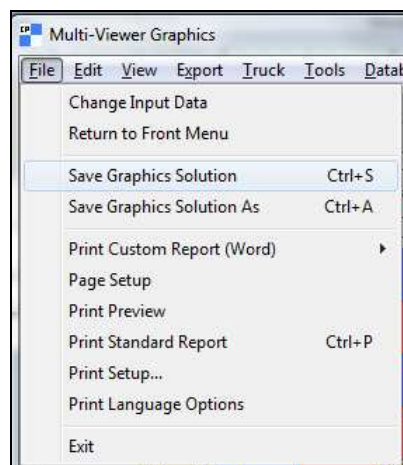 CP
Multi-Viewer Graphics
File Edit View Export Truck Tools
Change Input Data
Return to Front Menu
Save Graphics Solution Ctrl+S
Save Graphics Solution As Ctrl+A
Print Custom Report (Word)
Page Setup
Print Preview
Print Standard Report Ctrl+P
Print Setup...
Print Language Options
Exit